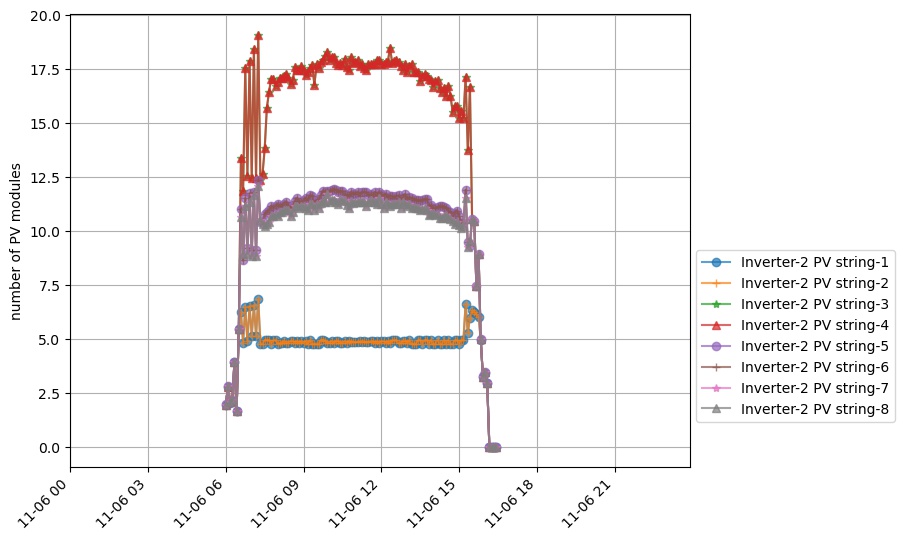 20.0
17.5
15.0
12.5
10.0
7.5
5.0
2.5
0.0
number of PV modules
11-06 00
11-06 03
11-06 06
11-06 09
11-06 12
11-06 15
11-06 18
11-06 21
Inverter-2 PV string-1
Inverter-2 PV string-2
Inverter-2 PV string-3
Inverter-2 PV string-4
Inverter-2 PV string-5
Inverter-2 PV string-6
Inverter-2 PV string-7
Inverter-2 PV string-8